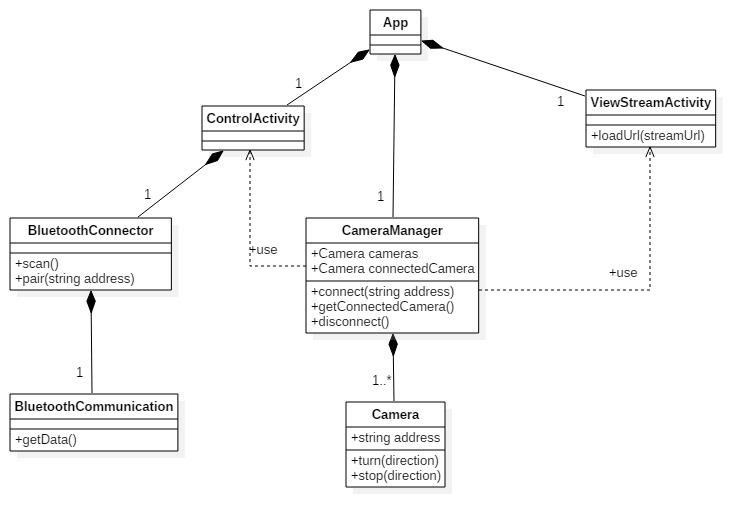 App
1
ControlActivity
1
ViewStreamActivity
+loadUrl(streamUrl)
1
1
BluetoothConnector
+scan()
+pair(string address)
+use
CameraManager
+Camera cameras
+Camera connectedCamera
+connect(string address)
+getConnectedCamera()
+disconnect()
+use
1
BluetoothCommunication
+getData()
1..*
Camera
+string address
+turn(direction)
+stop(direction)